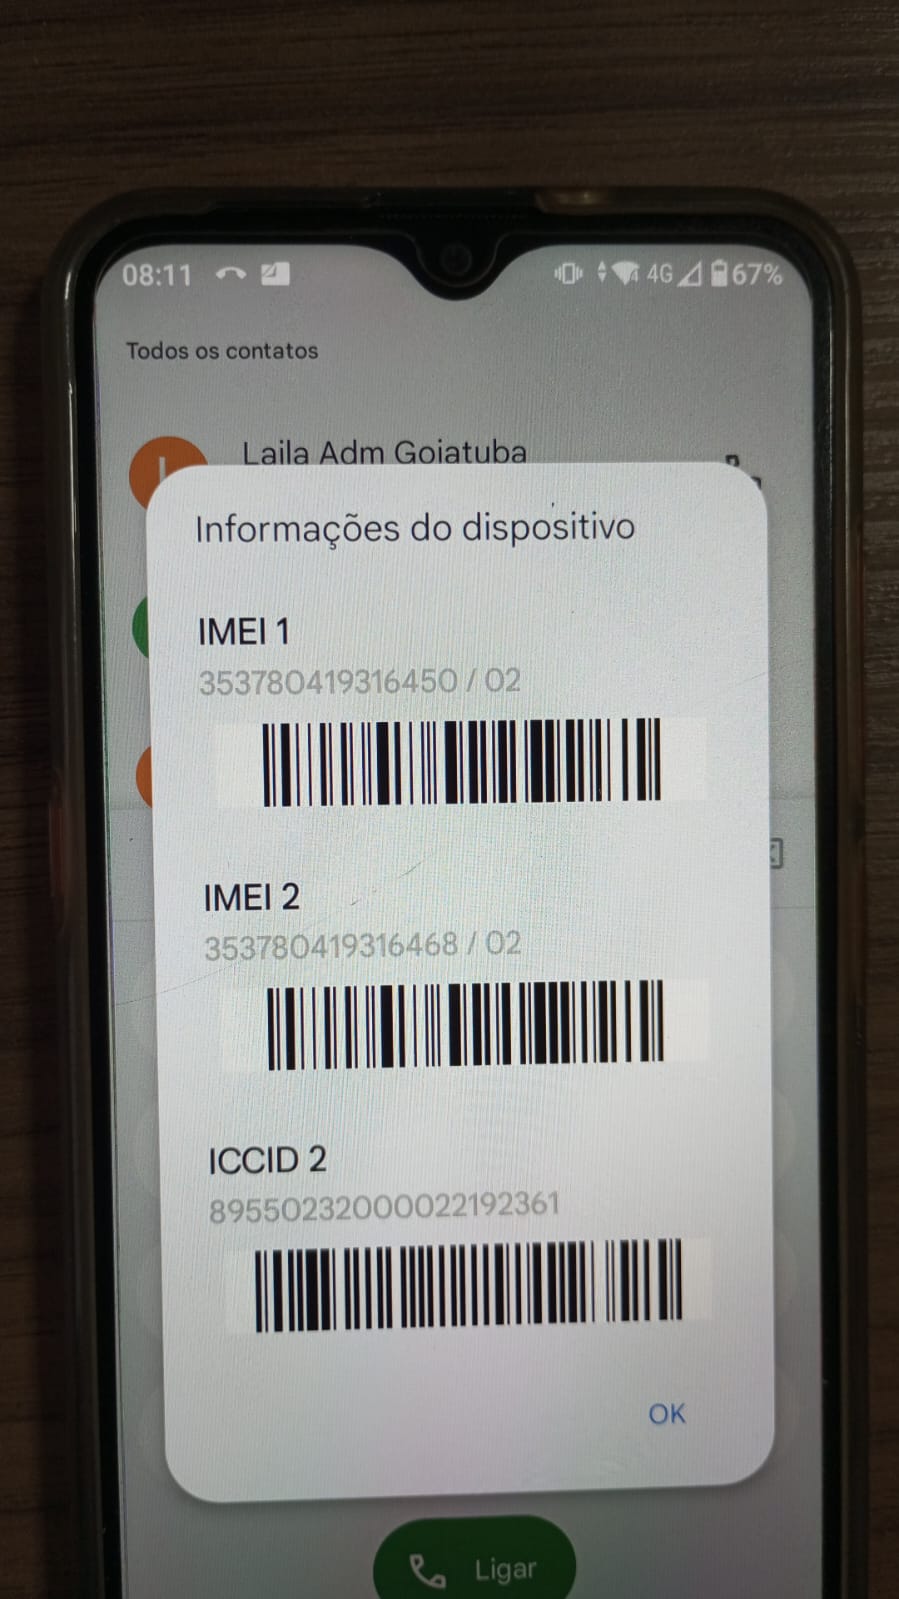 08:11 4G 67%
Todos os contatos
L
Laila Adm Goiatuba
Informações do dispositivo
IMEI 1
353780419316450 / 02
IMEI 2
353780419316468 / 02
ICCID 2
89550232000022192361
OK
Ligar